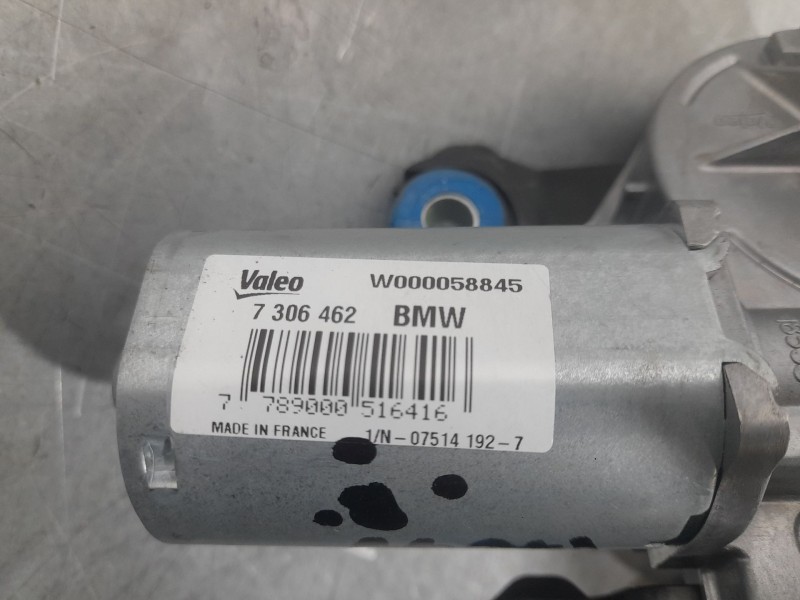 Valeo W000058845
7 306 462 BMW
7 789000 516416
MADE IN FRANCE 1/N-07514 192-7